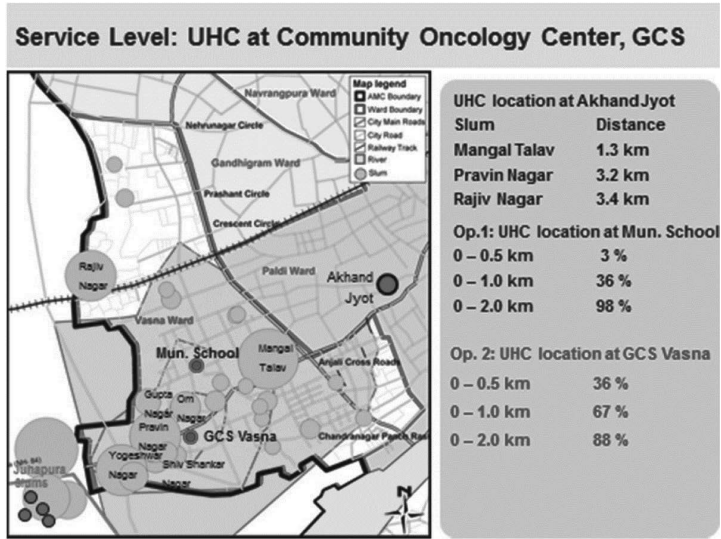 Service Level: UHC at Community Oncology Center, GCS
Map legend
AMC Boundary
Ward Boundary
City Main Roads
City Road
Railway Track
River
Slum
Navrangpura Ward
Nehrunagar Circle
Gandhigram Ward
Prashant Circle
Crescent Circle
Rajiv
Nagar
Paldi Ward
Akhand
Jyot
Vasna Ward
Mun. School
Mangal
Talav
Anjali Cross Roads
Gupta
Nagar
Om
Nagar
Pravin
Nagar
GCS Vasna
Chandranagar
Yogeshwar
Nagar
Shiv Shankar
Nagar
Juhapura
Slums
N
UHC location at Akhand Jyot
Slum Distance
Mangal Talav 1.3 km
Pravin Nagar 3.2 km
Rajiv Nagar 3.4 km
Op.1: UHC location at Mun. School
0 – 0.5 km 3 %
0 – 1.0 km 36 %
0 – 2.0 km 98 %
Op. 2: UHC location at GCS Vasna
0 – 0.5 km 36 %
0 – 1.0 km 67 %
0 – 2.0 km 88 %